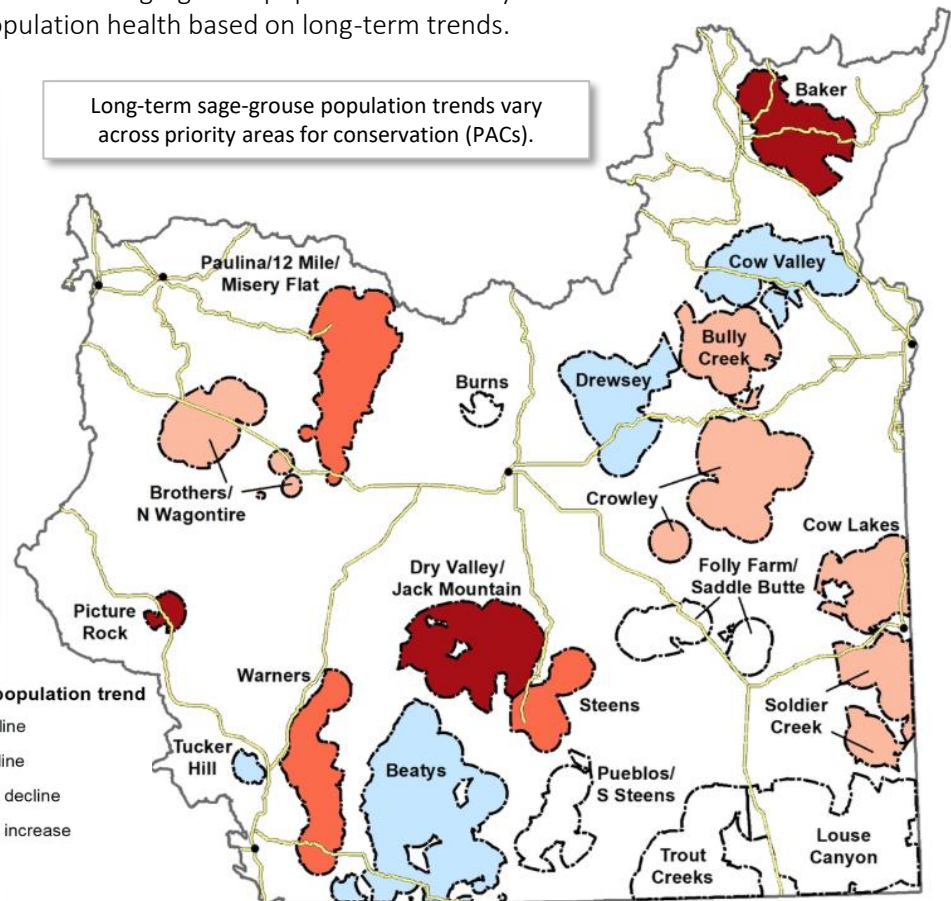 opulation health based on long-term trends.
Long-term sage-grouse population trends vary
across priority areas for conservation (PACs).
Baker
Cow Valley
Paulina/12 Mile/
Misery Flat
Bully
Creek
Burns
Drewsey
Brothers/
N Wagontire
Crowley
Cow Lakes
Folly Farm/
Saddle Butte
Dry Valley/
Jack Mountain
Picture
Rock
Warners
Steens
Soldier
Creek
population trend
line
line
decline
increase
Tucker
Hill
Beatys
Pueblos/
S Steens
Trout
Creeks
Louse
Canyon